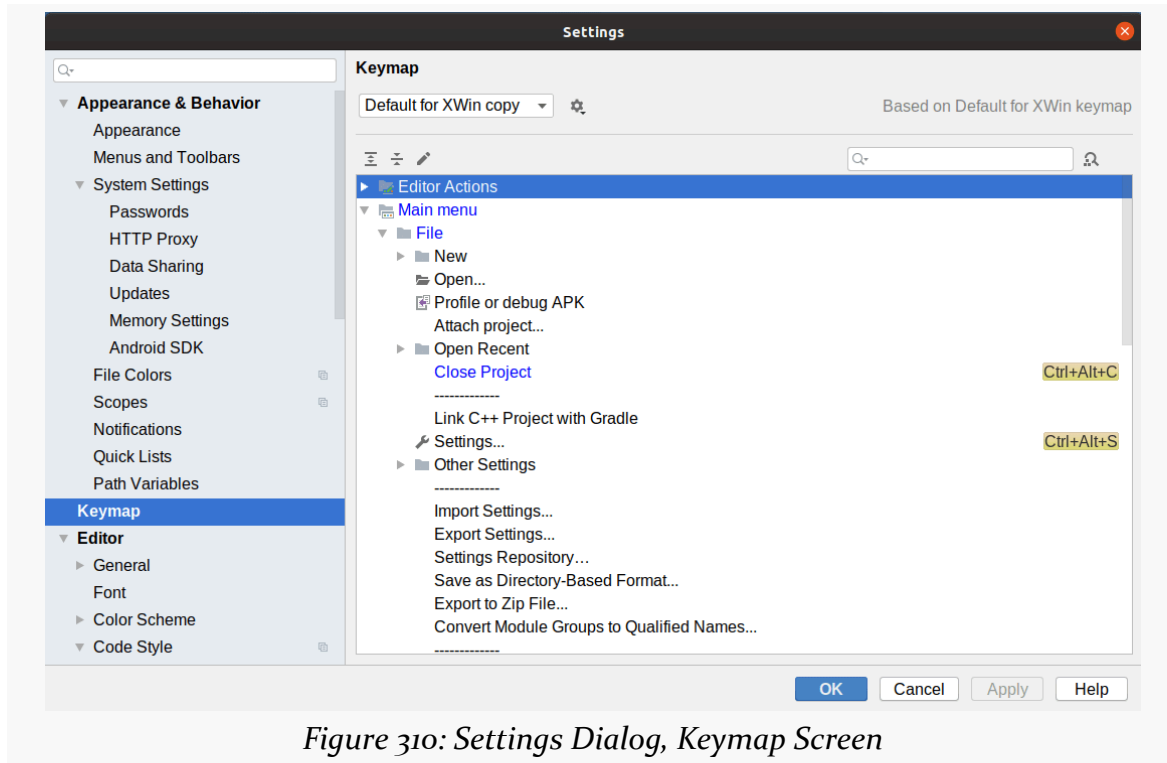 Settings
Appearance & Behavior
Appearance
Menus and Toolbars
System Settings
Passwords
HTTP Proxy
Data Sharing
Updates
Memory Settings
Android SDK
File Colors
Scopes
Notifications
Quick Lists
Path Variables
Keymap
Editor
General
Font
Color Scheme
Code Style
Keymap
Default for XWin copy
Based on Default for XWin keymap
Editor Actions
Main menu
File
New
Open...
Profile or debug APK
Attach project...
Open Recent
Close Project Ctrl+Alt+C
-------------
Link C++ Project with Gradle
Settings... Ctrl+Alt+S
Other Settings
-------------
Import Settings...
Export Settings...
Settings Repository…
Save as Directory-Based Format...
Export to Zip File...
Convert Module Groups to Qualified Names...
-------------
OK Cancel Apply Help
Figure 310: Settings Dialog, Keymap Screen